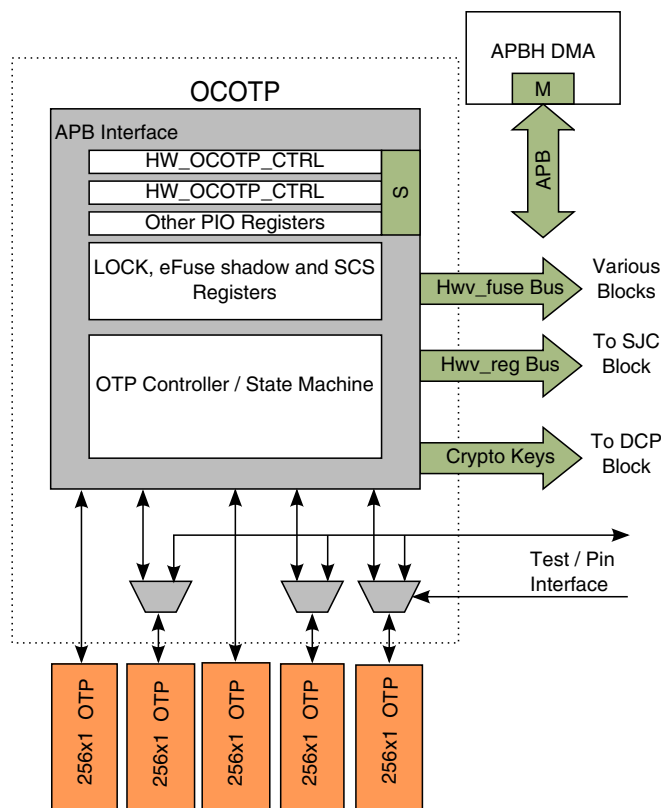 APBH DMA
M
APB
OCOTP
APB Interface
HW_OCOTP_CTRL
HW_OCOTP_CTRL
Other PIO Registers
S
LOCK, eFuse shadow and SCS
Registers
OTP Controller / State Machine
Hwv_fuse Bus
Various
Blocks
Hwv_reg Bus
To SJC
Block
Crypto Keys
To DCP
Block
Test / Pin
Interface
256x1 OTP
256x1 OTP
256x1 OTP
256x1 OTP
256x1 OTP